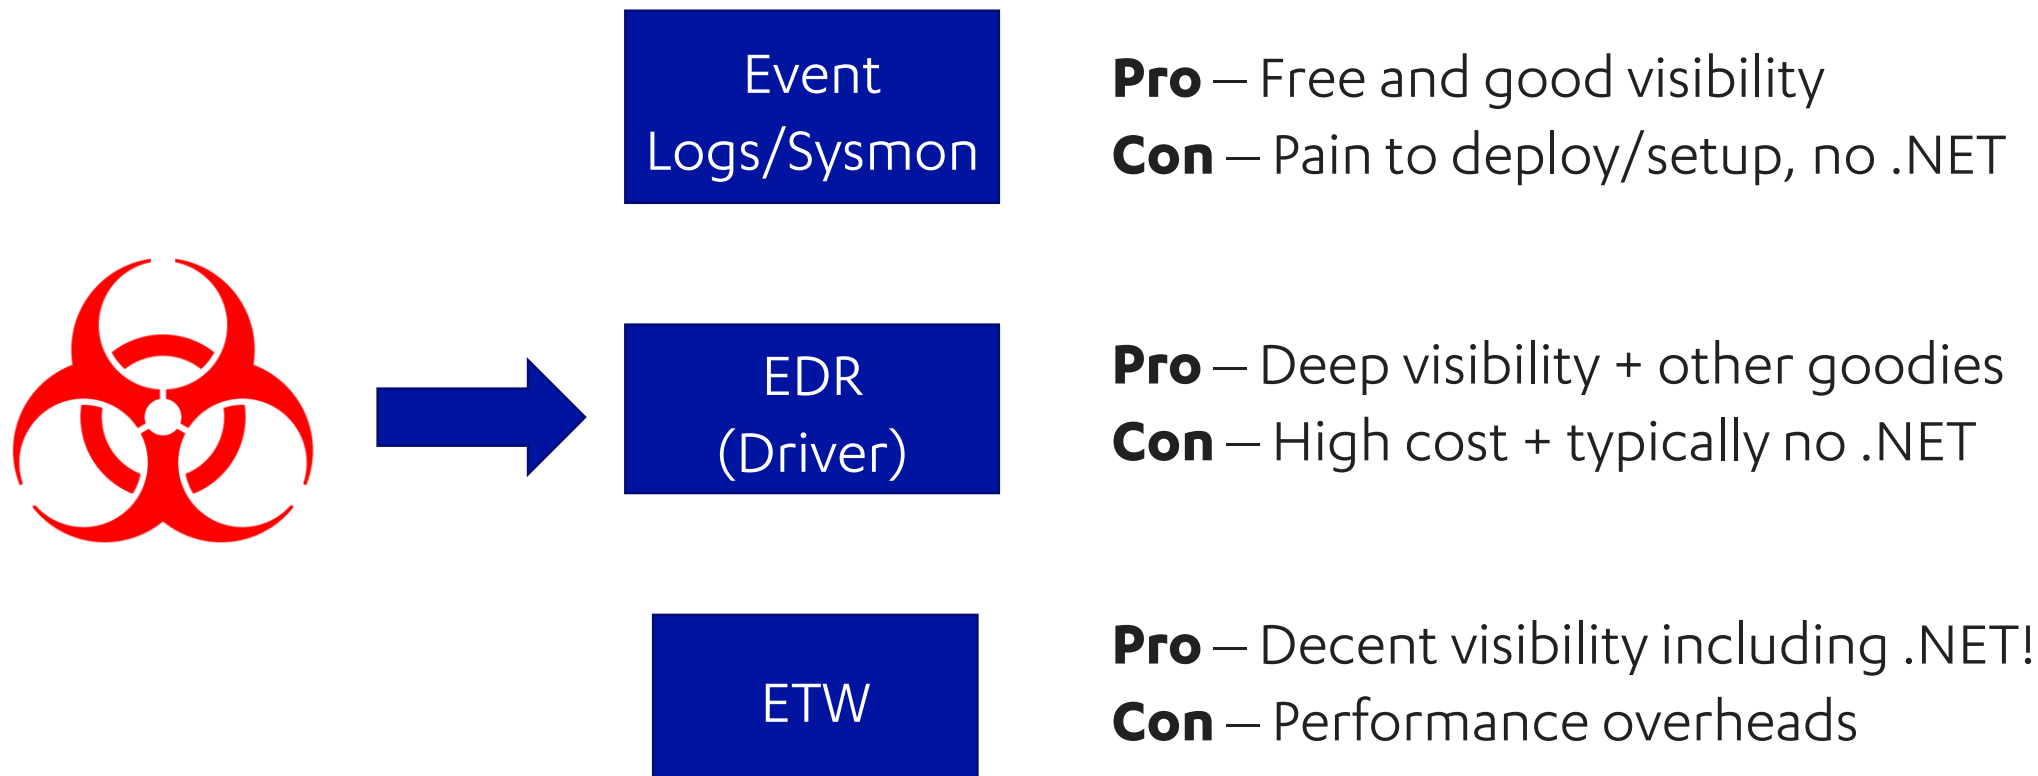 Event
Logs/Sysmon
Pro – Free and good visibility
Con – Pain to deploy/setup, no .NET
EDR
(Driver)
Pro – Deep visibility + other goodies
Con – High cost + typically no .NET
ETW
Pro – Decent visibility including .NET!
Con – Performance overheads